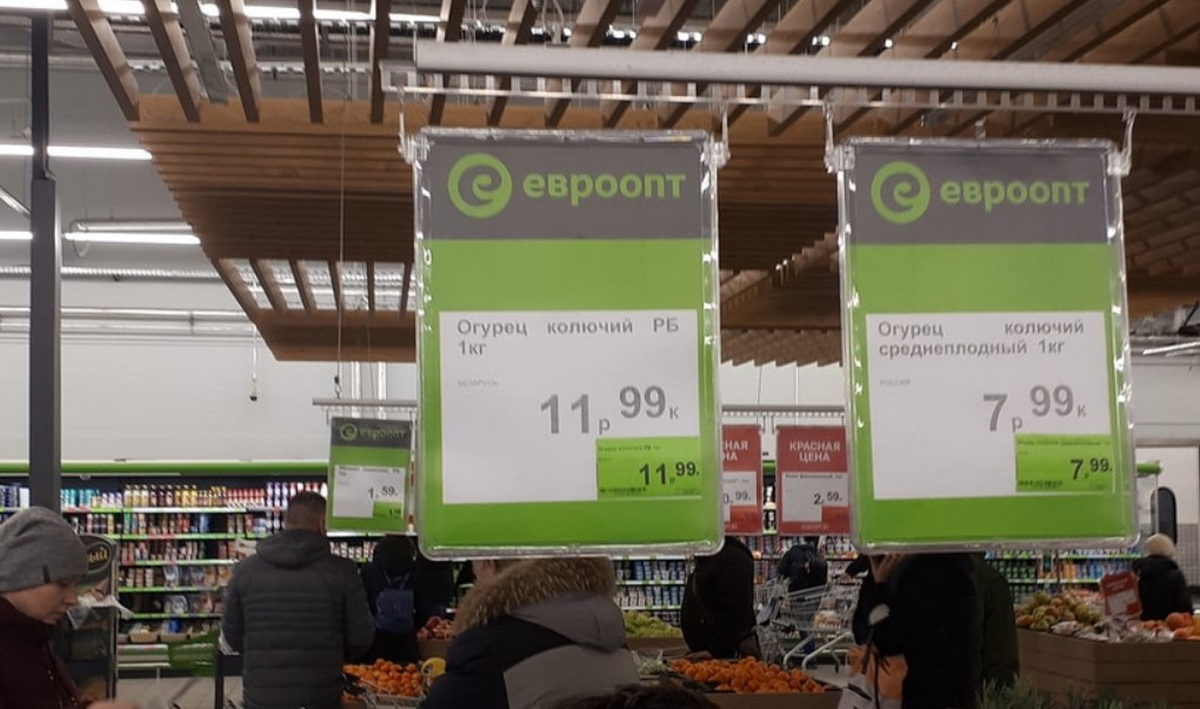 евроопт
Огурец колючий РБ
1кг
БЕЛАРУСЬ
11р 99к
11,99.
евроопт
Огурец колючий
среднеплодный 1кг
РОССИЯ
7р 99к
7,99.
евроопт
1, 59.
99.
КРАСНАЯ
ЦЕНА
2, 59.